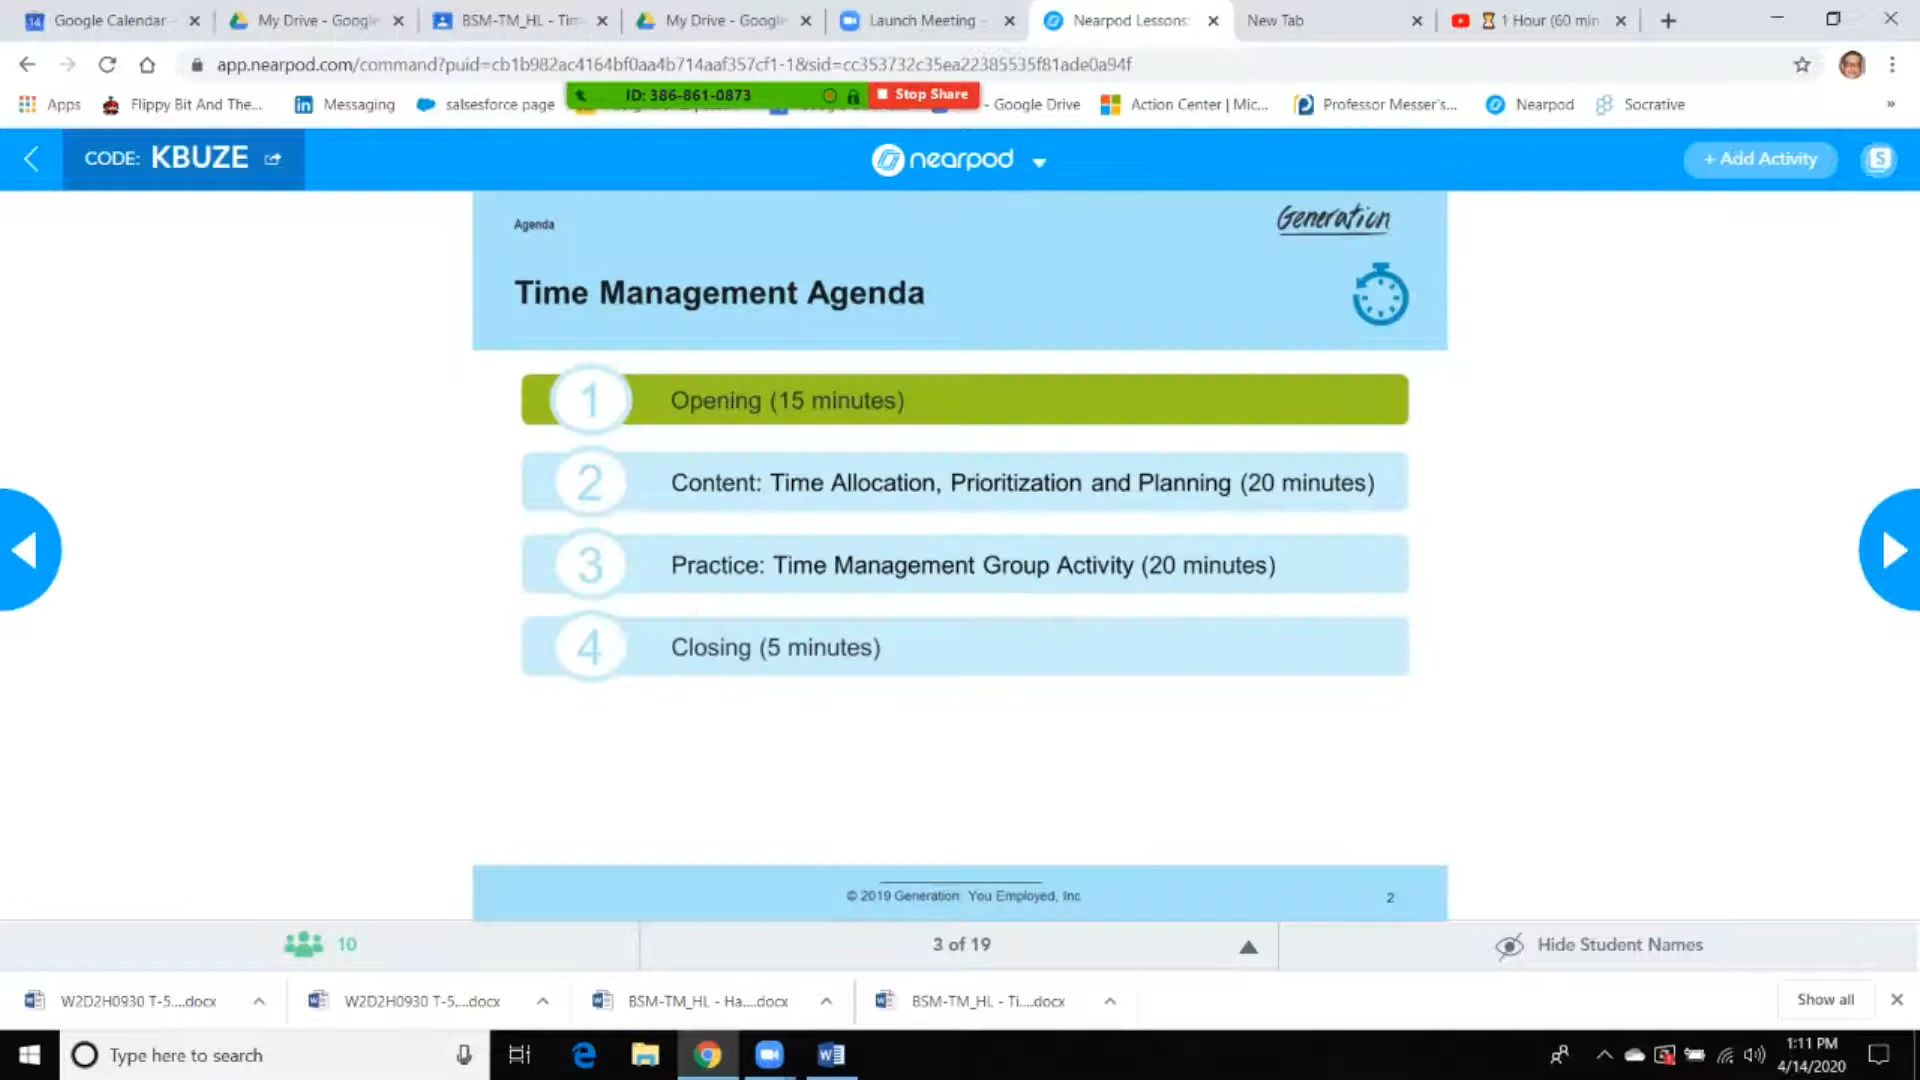 Google Calendar -
My Drive - Google
BSM-TM_HL - Tim
My Drive - Google
Launch Meeting -
Nearpod Lessons
New Tab
1 Hour (60 min
app.nearpod.com/command?puid=cb1b982ac4164bf0aa4b714aaf357cf1-1&sid=cc353732c35ea22385535f81ade0a94f
Apps
Flippy Bit And The...
Messaging
salsesforce page
ID: 386-861-0873
Stop Share
- Google Drive
Action Center | Mic...
Professor Messer's...
Nearpod
Socrative
»
CODE: KBUZE
nearpod
+ Add Activity
S
Agenda
Generation
Time Management Agenda
1 Opening (15 minutes)
2 Content: Time Allocation, Prioritization and Planning (20 minutes)
3 Practice: Time Management Group Activity (20 minutes)
4 Closing (5 minutes)
© 2019 Generation: You Employed, Inc
2
10
3 of 19
Hide Student Names
W2D2H0930 T-5....docx
W2D2H0930 T-5....docx
BSM-TM_HL - Ha....docx
BSM-TM_HL - Ti....docx
Show all
Type here to search
1:11 PM
4/14/2020